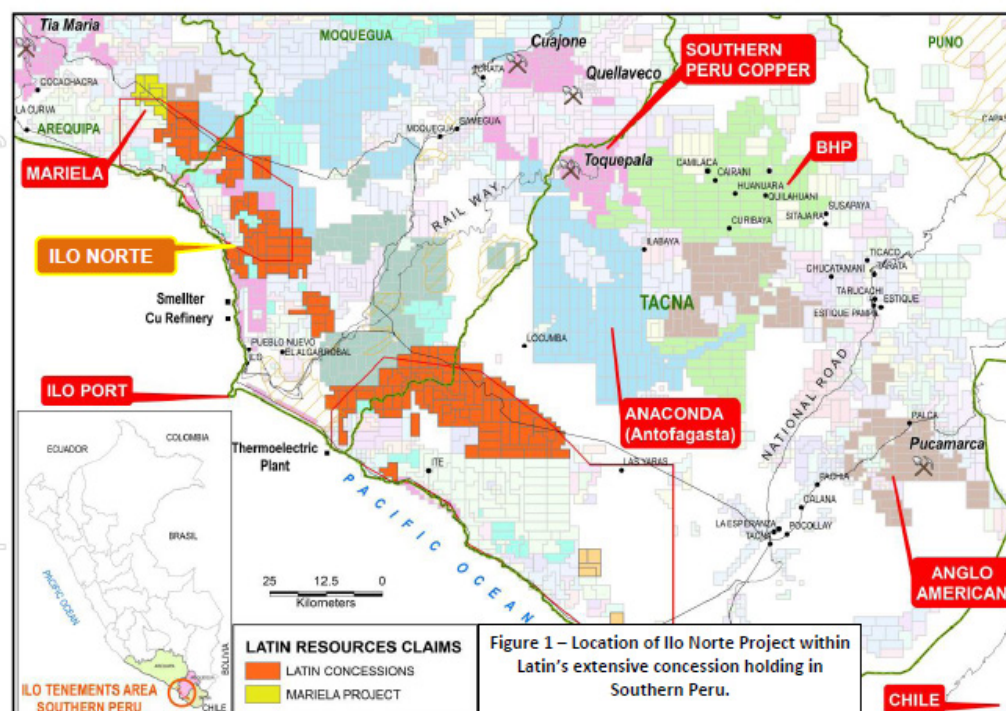 Tia Maria
MOQUEGUA
Cuajone
SOUTHERN
PERU COPPER
PUNO
COCACHACRA
Quellaveco
LA CURVA
AREQUIPA
SAMEGUA
MOQUEGUA
MARIELA
Toquepala
CAMILACA
CAIRANI
BHP
HUANUARA
QUILAHUANI
RAIL WAY
SUSAPAYA
CURIBAYA
SITAJARA
ILO NORTE
ILABAYA
TICACO
CHUCATAMANI
TARATA
TACNA
TARUCACHI
ESTIQUE
ESTIQUE PAMPA
Smellter
Cu Refinery
LOCUMBA
PUEBLO NUEVO
ELALGARROBAL
ILO
ILO PORT
NATIONAL ROAD
ANACONDA
(Antofagasta)
PALCA
Pucamarca
Thermoelectric
Plant
ITE
LAS YARAS
PACHIA
CALANA
LA ESPERANZA
POCOLLAY
TACNA
PACIFIC OCEAN
ANGLO
AMERICAN
ECUADOR
COLOMBIA
BRASIL
PACIFIC OCEAN
BOLIVIA
AREQUIPA
CHILE
ILO TENEMENTS AREA
SOUTHERN PERU
25 12.5 0
Kilometers
LATIN RESOURCES CLAIMS
LATIN CONCESSIONS
MARIELA PROJECT
Figure 1 – Location of Ilo Norte Project within
Latin's extensive concession holding in
Southern Peru.
CHILE